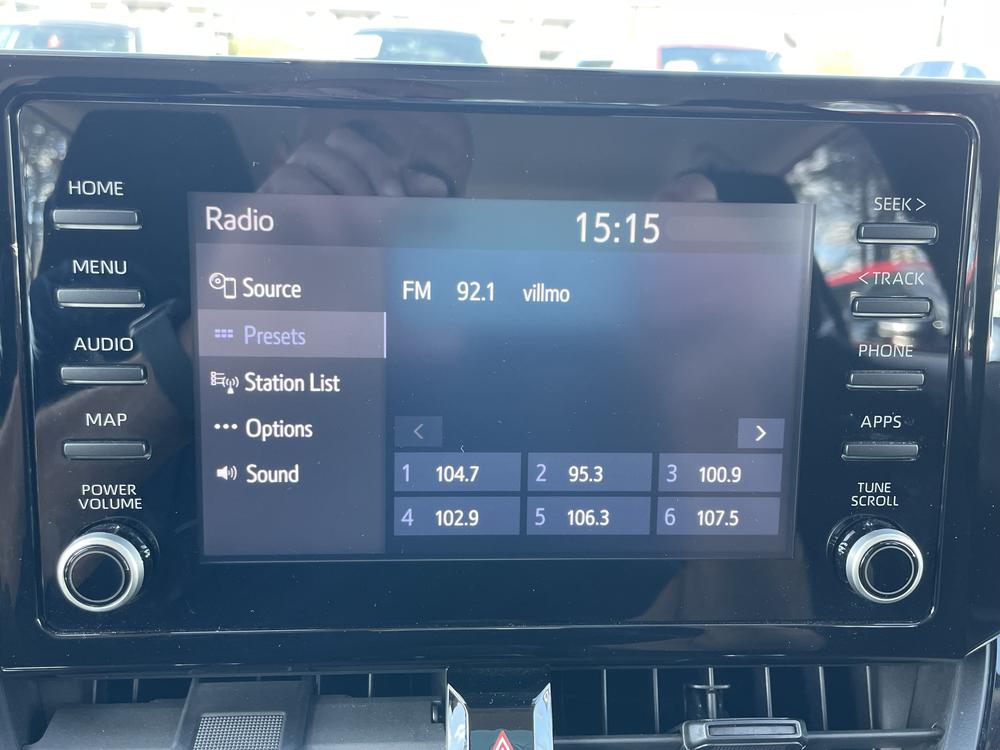 HOME
MENU
AUDIO
MAP
POWER
VOLUME
Radio 15:15
Source
Presets
Station List
Options
Sound
FM 92.1 villmo
< >
1 104.7 2 95.3 3 100.9
4 102.9 5 106.3 6 107.5
SEEK >
< TRACK
PHONE
APPS
TUNE
SCROLL